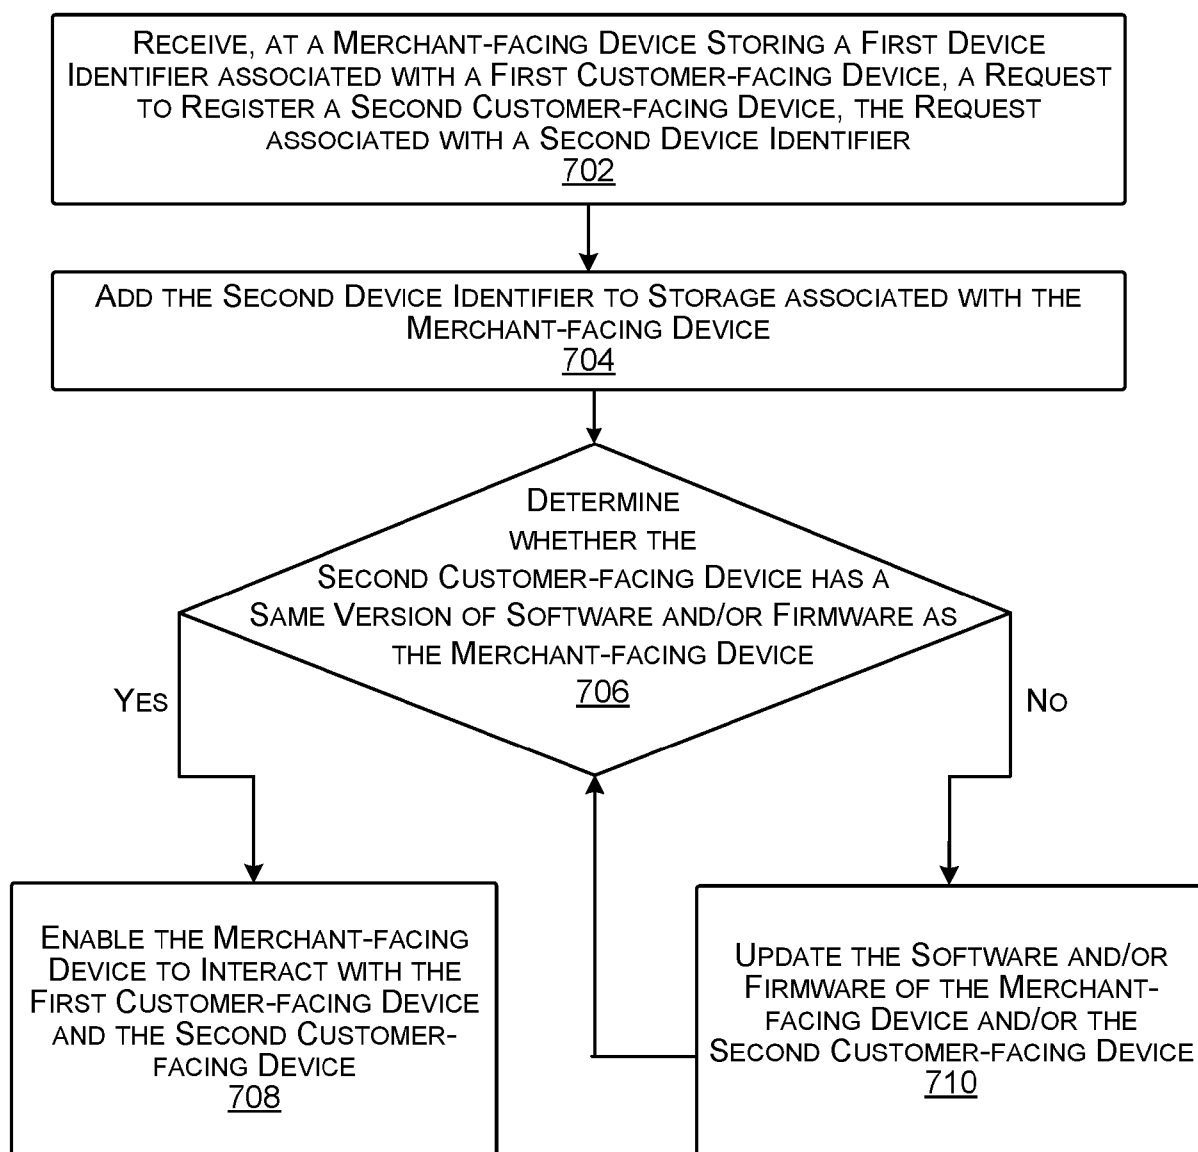 RECEIVE, AT A MERCHANT-FACING DEVICE STORING A FIRST DEVICE
IDENTIFIER ASSOCIATED WITH A FIRST CUSTOMER-FACING DEVICE, A REQUEST
TO REGISTER A SECOND CUSTOMER-FACING DEVICE, THE REQUEST
ASSOCIATED WITH A SECOND DEVICE IDENTIFIER
702
ADD THE SECOND DEVICE IDENTIFIER TO STORAGE ASSOCIATED WITH THE
MERCHANT-FACING DEVICE
704
DETERMINE
WHETHER THE
SECOND CUSTOMER-FACING DEVICE HAS A
SAME VERSION OF SOFTWARE AND/OR FIRMWARE AS
THE MERCHANT-FACING DEVICE
706
YES
NO
ENABLE THE MERCHANT-FACING
DEVICE TO INTERACT WITH THE
FIRST CUSTOMER-FACING DEVICE
AND THE SECOND CUSTOMER-
FACING DEVICE
708
UPDATE THE SOFTWARE AND/OR
FIRMWARE OF THE MERCHANT-
FACING DEVICE AND/OR THE
SECOND CUSTOMER-FACING DEVICE
710